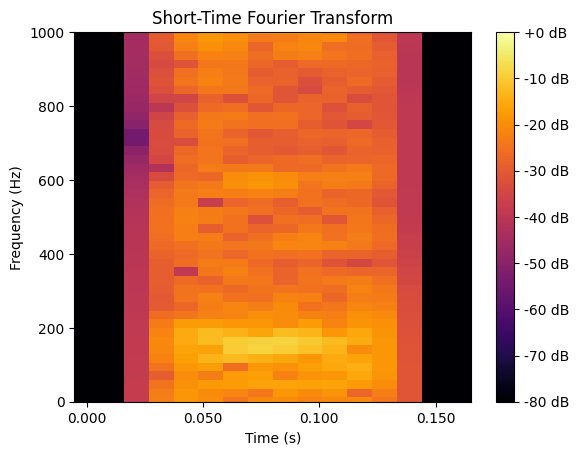 Short-Time Fourier Transform
1000
800
600
400
200
0
Frequency (Hz)
0.000
0.050
0.100
0.150
Time (s)
+0 dB
-10 dB
-20 dB
-30 dB
-40 dB
-50 dB
-60 dB
-70 dB
-80 dB